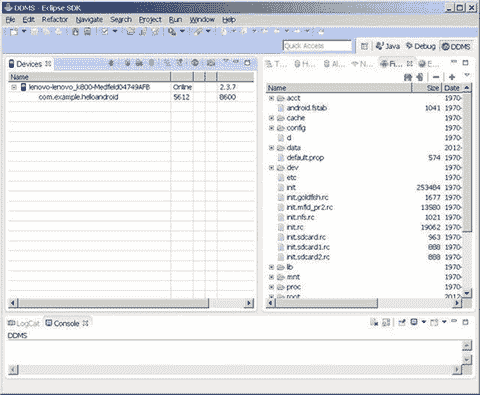 DDMS - Eclipse SDK
File Edit Refactor Navigate Search Project Run Window Help
Quick Access
Java Debug DDMS
Devices
Name
lenovo-lenovo_k800-Medfield04749AFB Online 2.3.7
com.example.helloandroid 5612 8600
T... H... Al... N... Fi... E...
Name Size Date
acct 1970-
android.fstab 1041 1970-
cache 1970-
config 1970-
d 1970-
data 2012-
default.prop 574 1970-
dev 1970-
etc 1970-
init 253484 1970-
init.goldfish.rc 1677 1970-
init.mfld_pr2.rc 13580 1970-
init.nfs.rc 1021 1970-
init.rc 19062 1970-
init.sdcard.rc 963 1970-
init.sdcard1.rc 888 1970-
init.sdcard2.rc 888 1970-
lib 1970-
mnt 1970-
proc 1970-
root 2012-
LogCat Console
DDMS